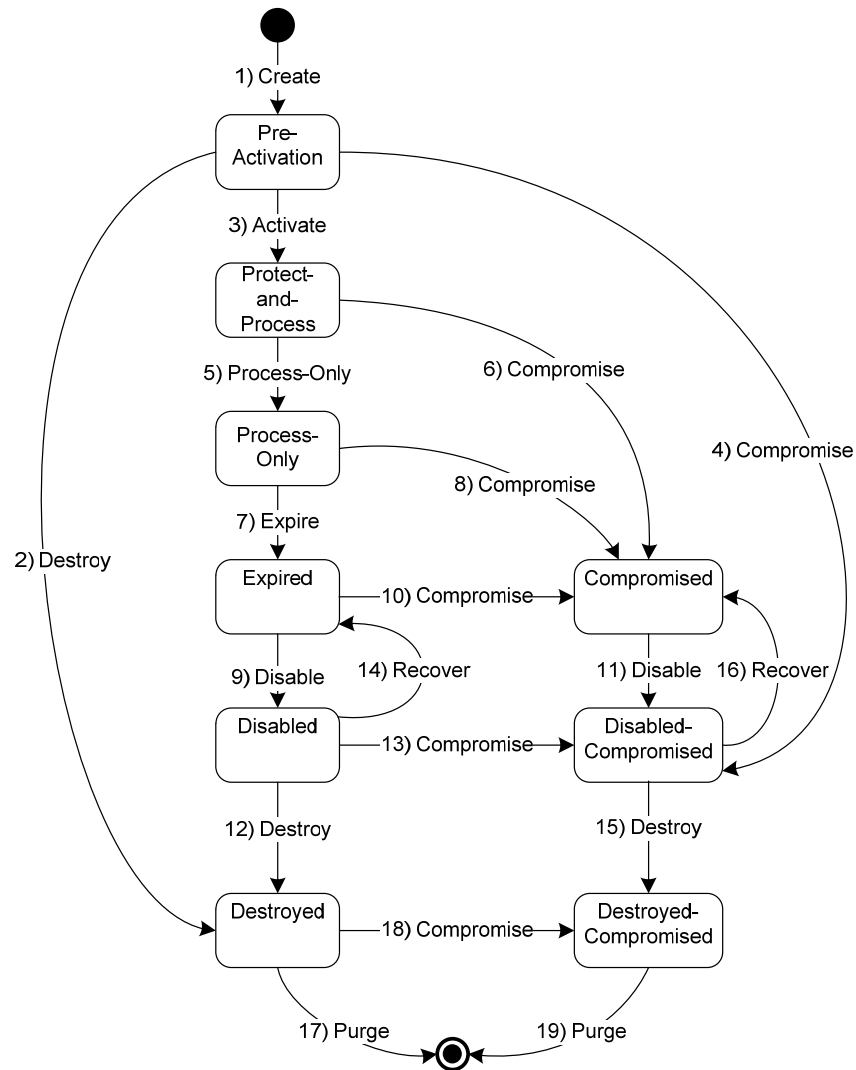 1) Create
Pre-
Activation
3) Activate
Protect-
and-
Process
5) Process-Only
6) Compromise
Process-
Only
4) Compromise
8) Compromise
7) Expire
2) Destroy
Expired
Compromised
10) Compromise
9) Disable
14) Recover
11) Disable
16) Recover
Disabled
Disabled-
Compromised
13) Compromise
12) Destroy
15) Destroy
Destroyed
Destroyed-
Compromised
18) Compromise
17) Purge
19) Purge